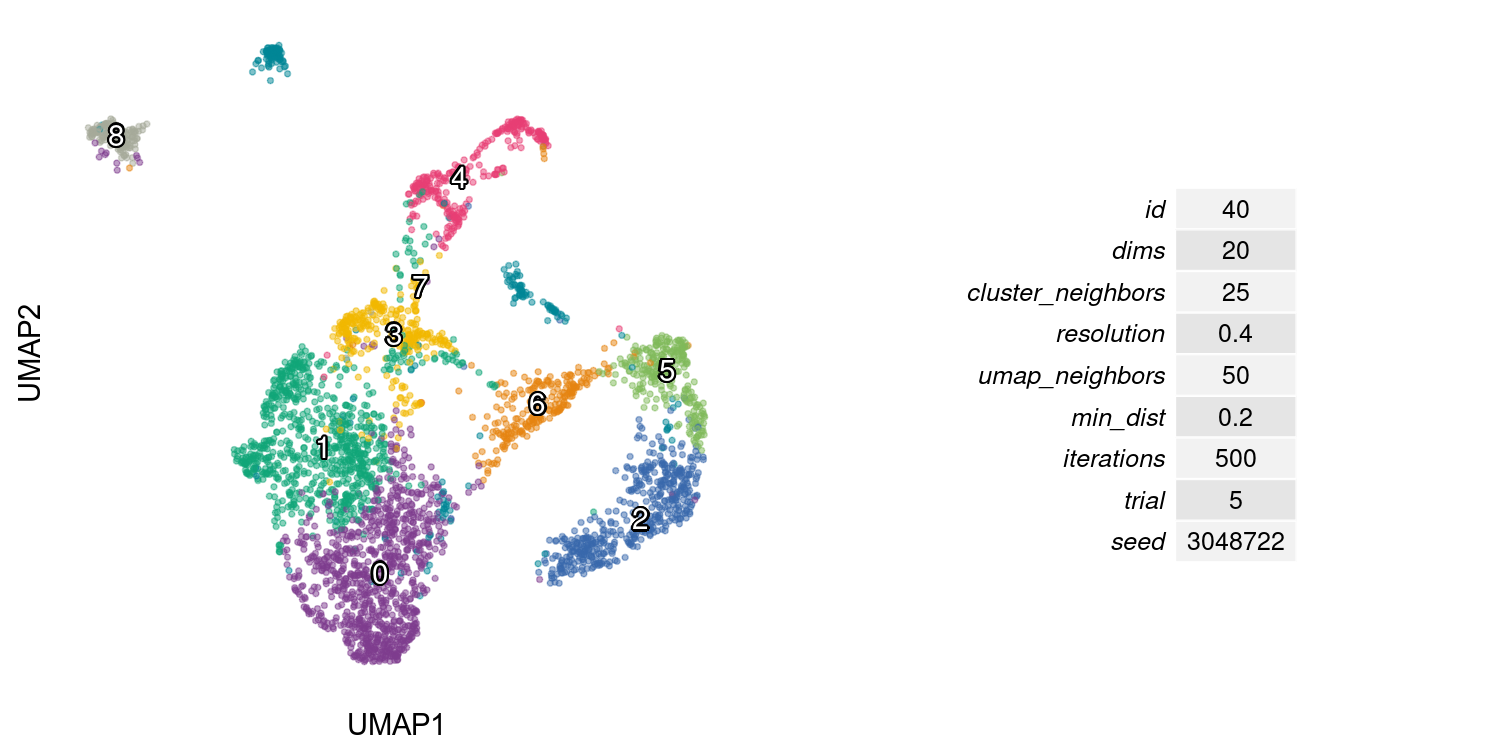 8
4
7
3
5
6
1
2
0
UMAP2
UMAP1
id 40
dims 20
cluster_neighbors 25
resolution 0.4
umap_neighbors 50
min_dist 0.2
iterations 500
trial 5
seed 3048722